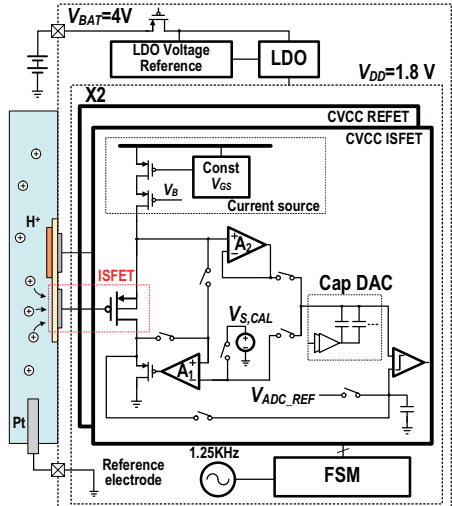 V_BAT=4V
LDO Voltage
Reference
LDO
V_DD=1.8 V
X2
CVCC REFET
CVCC ISFET
Const
V_GS
V_B
Current source
H⁺
ISFET
A₂
+
−
Cap DAC
V_S,CAL
+
−
A₁
+
−
V_ADC_REF
Pt
Reference
electrode
1.25KHz
FSM